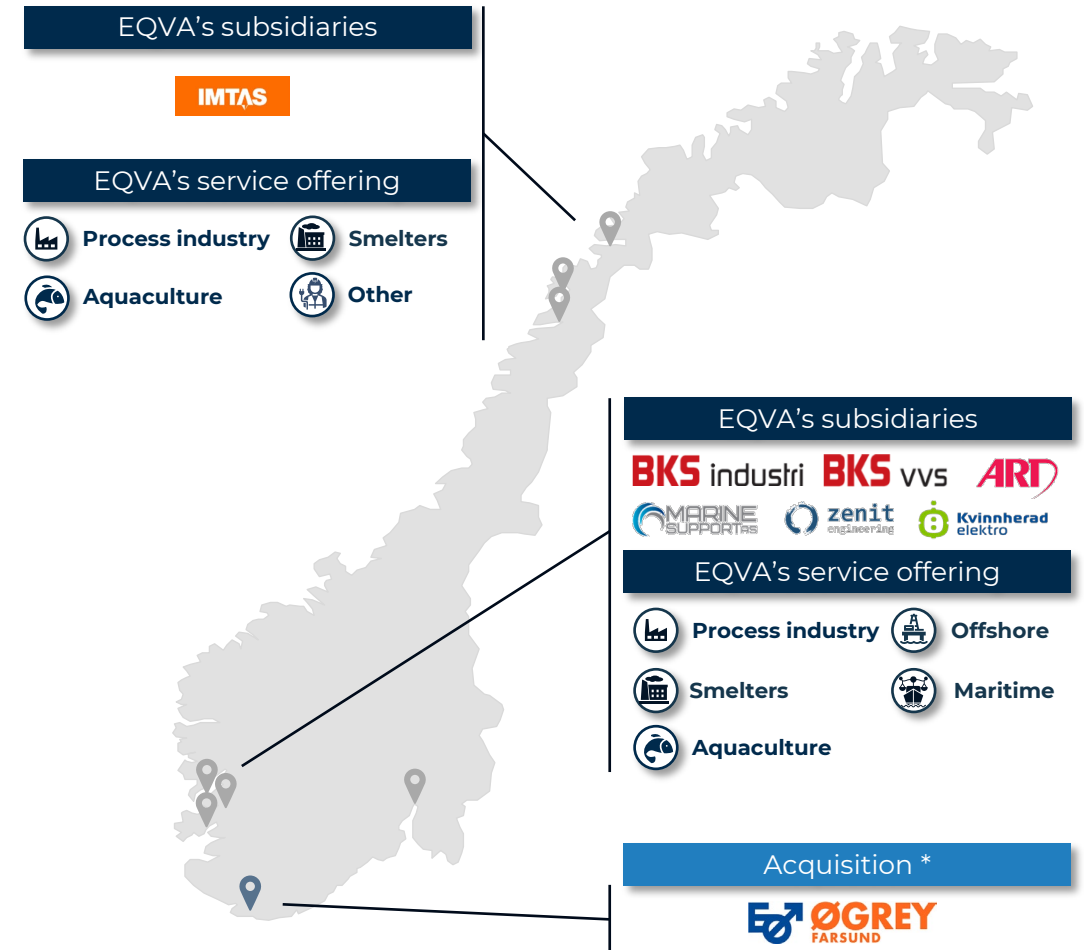 EQVA's subsidiaries
IMTAS
EQVA's service offering
Process industry
Smelters
Aquaculture
Other
EQVA's subsidiaries
BKS industri
BKS vvs
ART
MARINE
SUPPORT AS
zenit
engineering
Kvinnherad
elektro
EQVA's service offering
Process industry
Offshore
Smelters
Maritime
Aquaculture
Acquisition *
EØ ØGREY
FARSUND